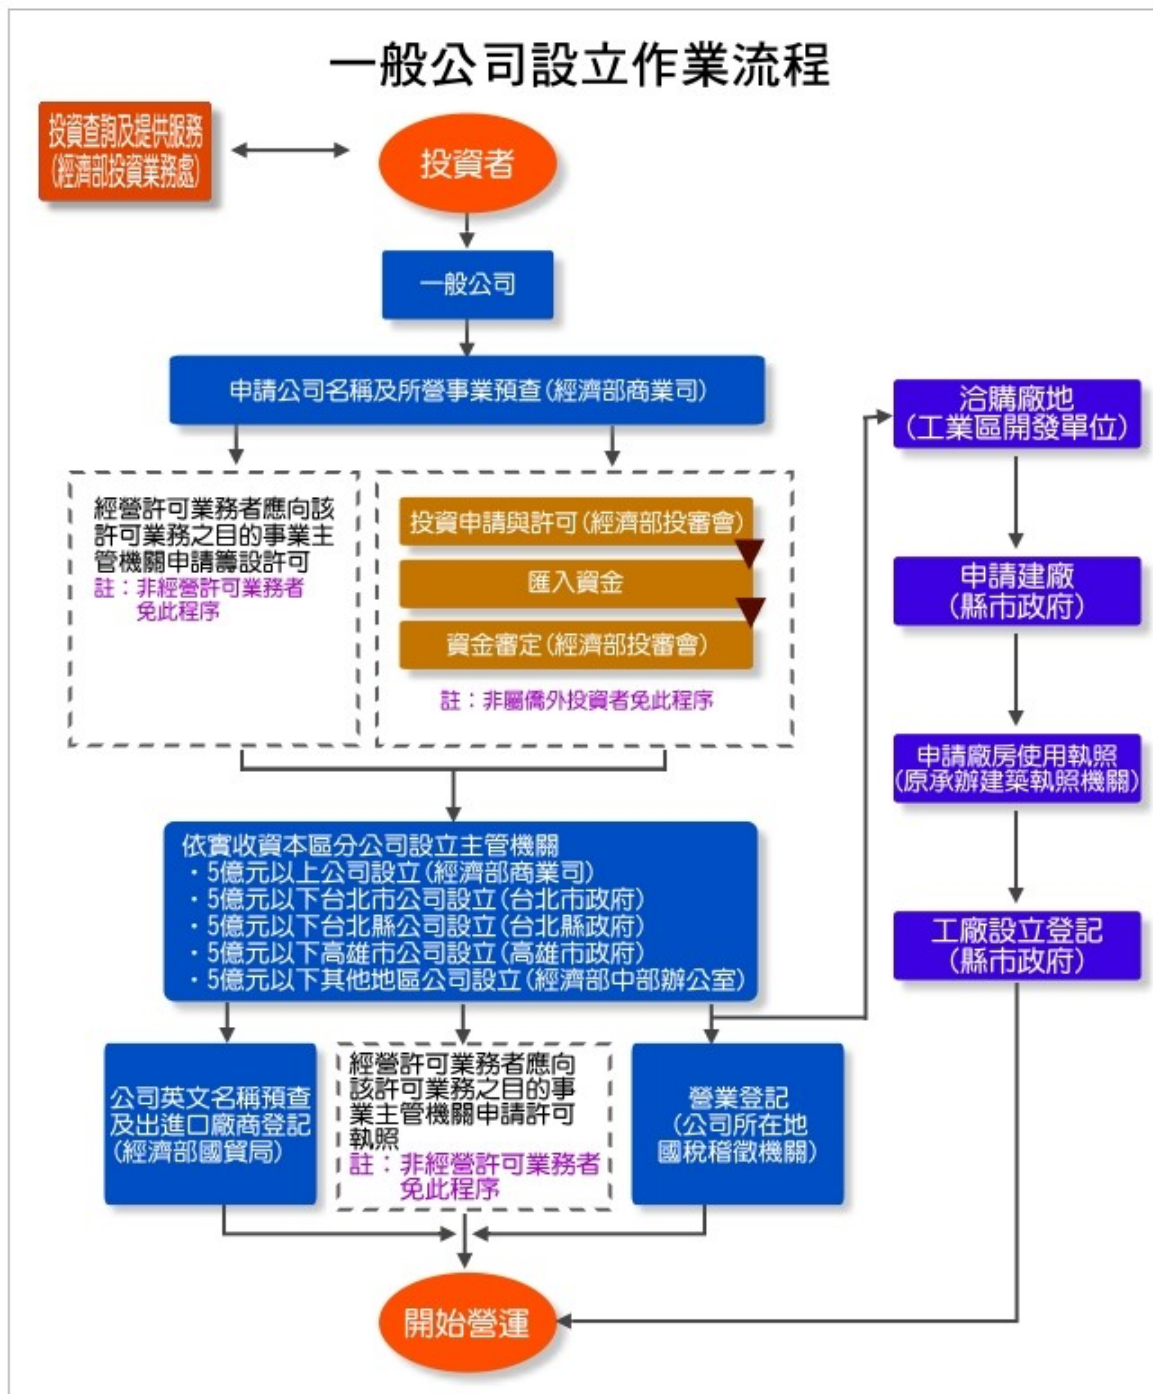 一般公司設立作業流程
投資查詢及提供服務
(經濟部投資業務處)
投資者
一般公司
申請公司名稱及所營事業預查(經濟部商業司)
經營許可業務者應向該
許可業務之目的事業主
管機關申請籌設許可
註：非經營許可業務者
免此程序
投資申請與許可(經濟部投審會)
匯入資金
資金審定(經濟部投審會)
註：非屬僑外投資者免此程序
依實收資本區分公司設立主管機關
・5億元以上公司設立(經濟部商業司)
・5億元以下台北市公司設立(台北市政府)
・5億元以下台北縣公司設立(台北縣政府)
・5億元以下高雄市公司設立(高雄市政府)
・5億元以下其他地區公司設立(經濟部中部辦公室)
公司英文名稱預查
及出進口廠商登記
(經濟部國貿局)
經營許可業務者應向
該許可業務之目的事
業主管機關申請許可
執照
註：非經營許可業務者
免此程序
營業登記
(公司所在地
國稅稽徵機關)
洽購廠地
(工業區開發單位)
申請建廠
(縣市政府)
申請廠房使用執照
(原承辦建築執照機關)
工廠設立登記
(縣市政府)
開始營運